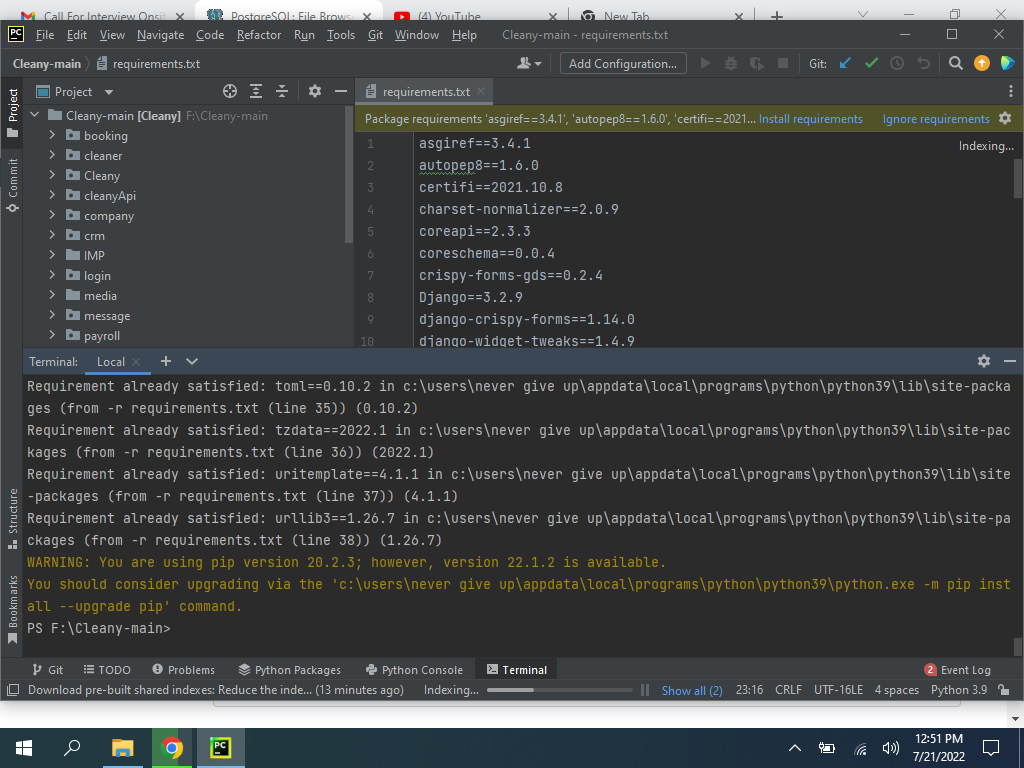 Call For Interview Onsi
PostgreSQL: File Brows
(4) YouTube
New Tab
PC File Edit View Navigate Code Refactor Run Tools Git Window Help Cleany-main - requirements.txt
Cleany-main requirements.txt Add Configuration... Git:
Project requirements.txt
Project
Commit
Structure
Bookmarks
Cleany-main [Cleany] F:\Cleany-main
booking
cleaner
Cleany
cleanyApi
company
crm
IMP
login
media
message
payroll
Package requirements 'asgiref==3.4.1', 'autopep8==1.6.0', 'certifi==2021... Install requirements Ignore requirements
Indexing...
1 asgiref==3.4.1
2 autopep8==1.6.0
3 certifi==2021.10.8
4 charset-normalizer==2.0.9
5 coreapi==2.3.3
6 coreschema==0.0.4
7 crispy-forms-gds==0.2.4
8 Django==3.2.9
9 django-crispy-forms==1.14.0
10 django-widget-tweaks==1.4.9
Terminal: Local
Requirement already satisfied: toml==0.10.2 in c:\users\never give up\appdata\local\programs\python\python39\lib\site-packa
ges (from -r requirements.txt (line 35)) (0.10.2)
Requirement already satisfied: tzdata==2022.1 in c:\users\never give up\appdata\local\programs\python\python39\lib\site-pac
kages (from -r requirements.txt (line 36)) (2022.1)
Requirement already satisfied: uritemplate==4.1.1 in c:\users\never give up\appdata\local\programs\python\python39\lib\site
-packages (from -r requirements.txt (line 37)) (4.1.1)
Requirement already satisfied: urllib3==1.26.7 in c:\users\never give up\appdata\local\programs\python\python39\lib\site-pa
ckages (from -r requirements.txt (line 38)) (1.26.7)
WARNING: You are using pip version 20.2.3; however, version 22.1.2 is available.
You should consider upgrading via the 'c:\users\never give up\appdata\local\programs\python\python39\python.exe -m pip inst
all --upgrade pip' command.
PS F:\Cleany-main>
Git TODO Problems Python Packages Python Console Terminal 2 Event Log
Download pre-built shared indexes: Reduce the inde... (13 minutes ago) Indexing... Show all (2) 23:16 CRLF UTF-16LE 4 spaces Python 3.9
PC
12:51 PM
7/21/2022